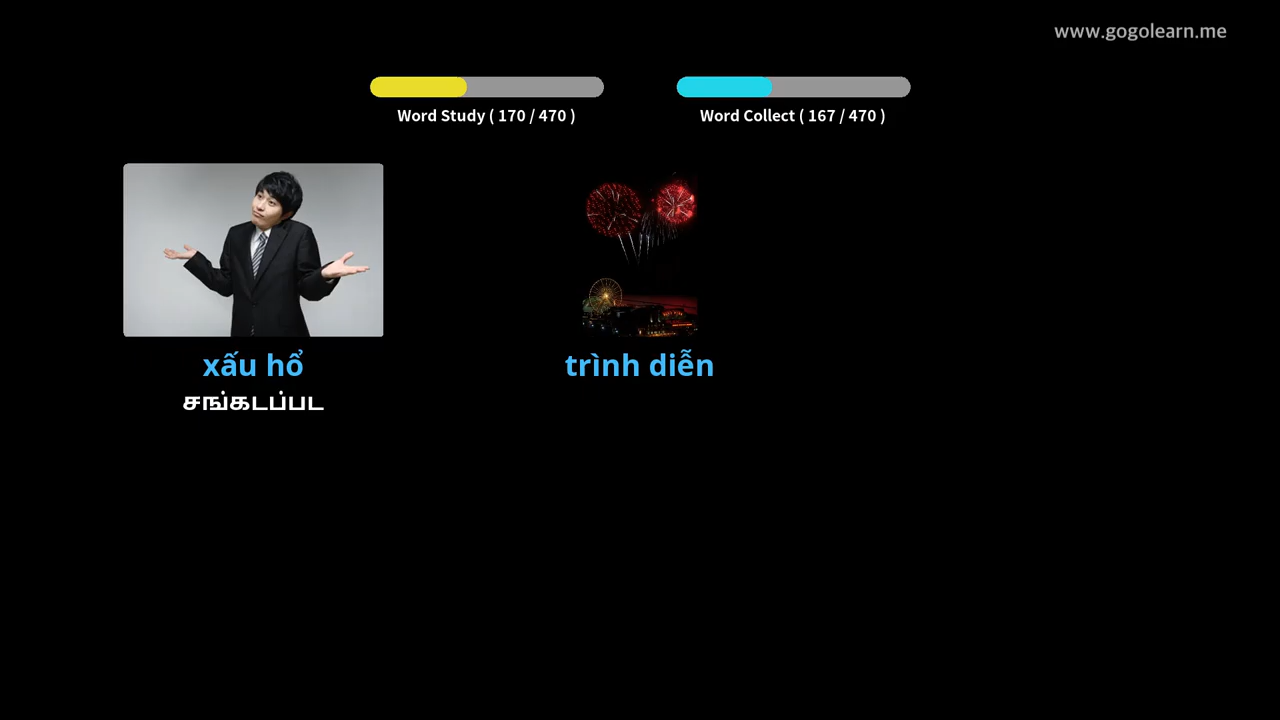 www.gogolearn.me
Word Study ( 170 / 470 )
Word Collect ( 167 / 470 )
xấu hổ
சங்கடப்பட
trình diễn